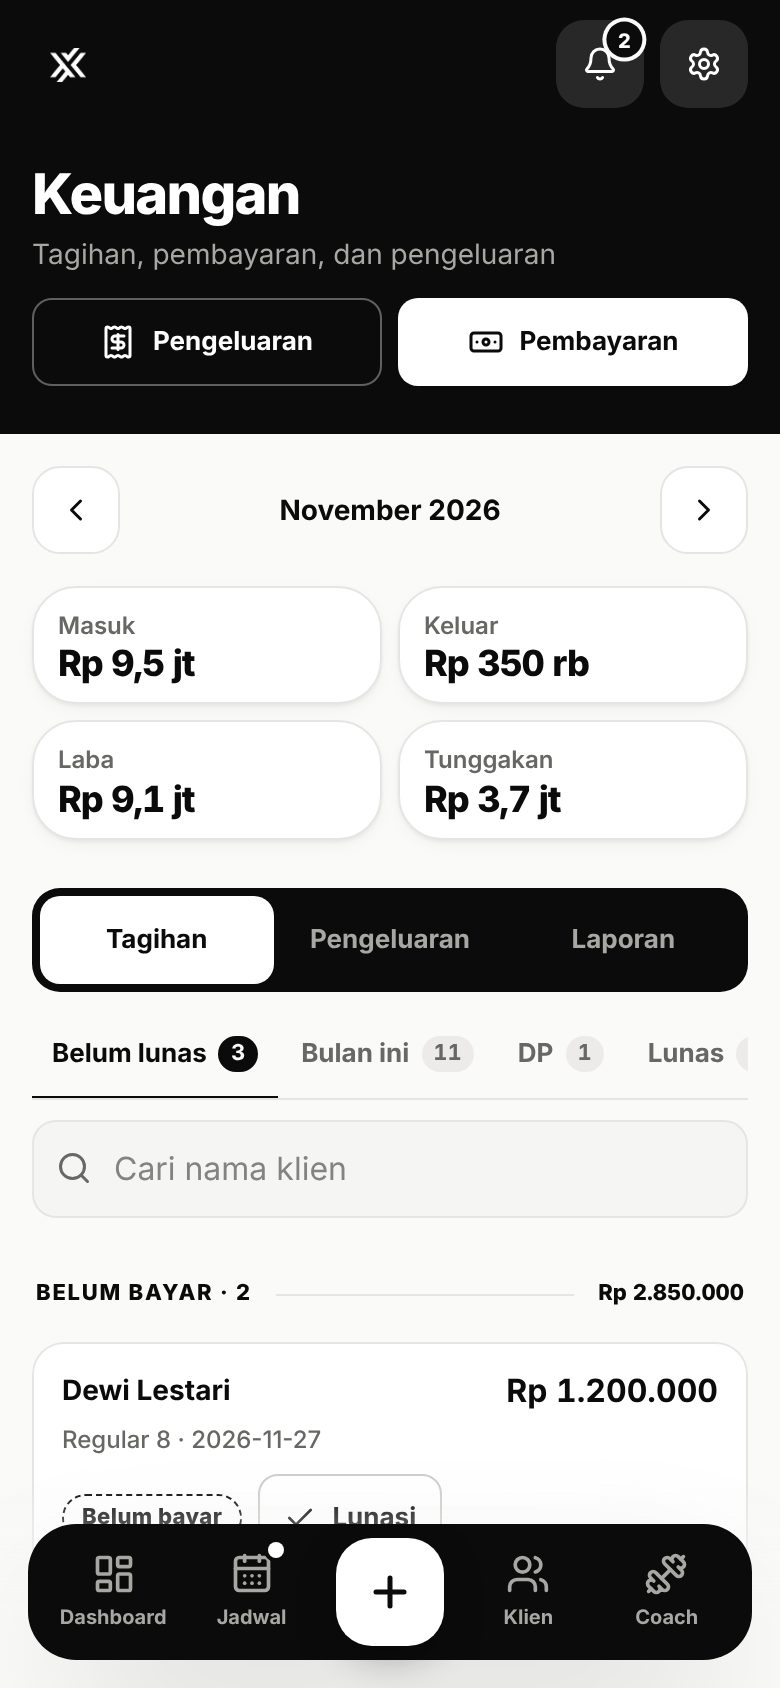 2
Keuangan
Tagihan, pembayaran, dan pengeluaran
Pengeluaran
Pembayaran
November 2026
Masuk
Rp 9,5 jt
Keluar
Rp 350 rb
Laba
Rp 9,1 jt
Tunggakan
Rp 3,7 jt
Tagihan
Pengeluaran
Laporan
Belum lunas 3
Bulan ini 11
DP 1
Lunas
Cari nama klien
BELUM BAYAR · 2
Rp 2.850.000
Dewi Lestari
Rp 1.200.000
Regular 8 · 2026-11-27
Belum bayar
Lunasi
Dashboard
Jadwal
Klien
Coach